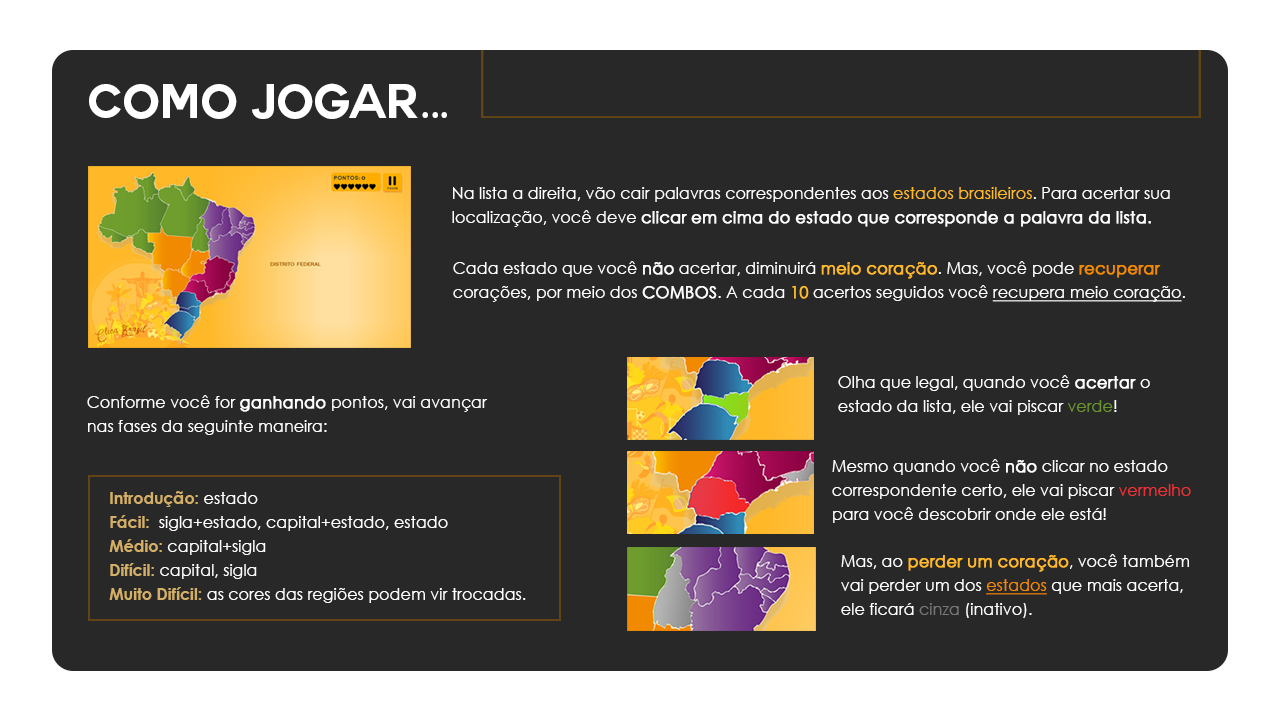 COMO JOGAR...
PONTOS: 0
DISTRITO FEDERAL
Clica Brasil
Na lista a direita, vão cair palavras correspondentes aos estados brasileiros. Para acertar sua
localização, você deve clicar em cima do estado que corresponde a palavra da lista.
Cada estado que você não acertar, diminuirá meio coração. Mas, você pode recuperar
corações, por meio dos COMBOS. A cada 10 acertos seguidos você recupera meio coração.
Conforme você for ganhando pontos, vai avançar
nas fases da seguinte maneira:
Introdução: estado
Fácil:  sigla+estado, capital+estado, estado
Médio: capital+sigla
Difícil: capital, sigla
Muito Difícil: as cores das regiões podem vir trocadas.
Olha que legal, quando você acertar o
estado da lista, ele vai piscar verde!
Mesmo quando você não clicar no estado
correspondente certo, ele vai piscar vermelho
para você descobrir onde ele está!
Mas, ao perder um coração, você também
vai perder um dos estados que mais acerta,
ele ficará cinza (inativo).